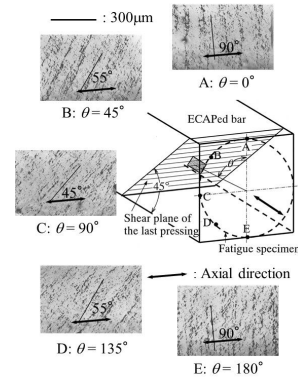 : 300μm
55°
B: θ = 45°
90°
A: θ = 0°
ECAPed bar
A
B
θ
45°
C
D
E
Shear plane of
the last pressing
Fatigue specimen
45°
C: θ = 90°
: Axial direction
55°
D: θ = 135°
90°
E: θ = 180°